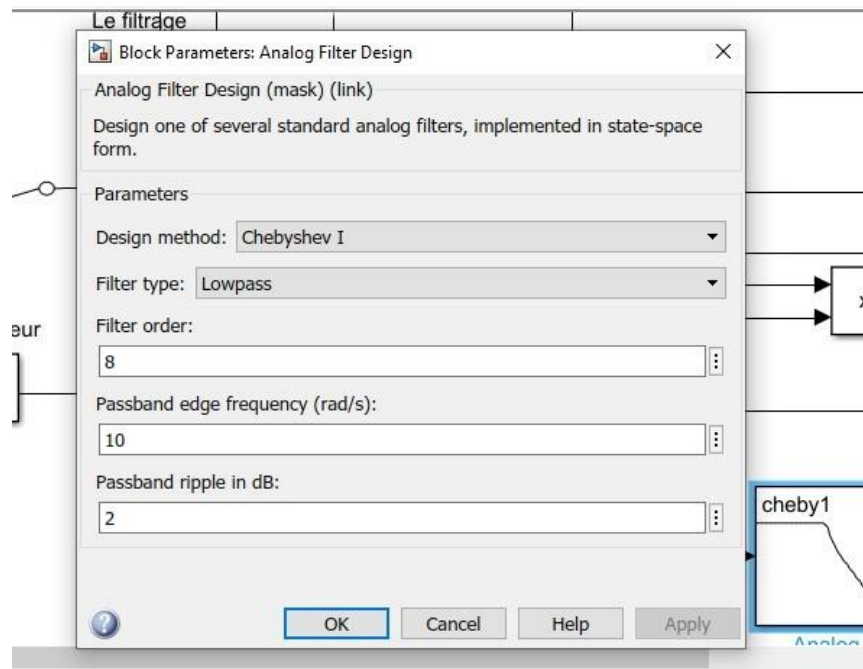 Le filtrage
Block Parameters: Analog Filter Design
Analog Filter Design (mask) (link)
Design one of several standard analog filters, implemented in state-space
form.
Parameters
Design method: Chebyshev I
Filter type: Lowpass
Filter order:
8
eur
Passband edge frequency (rad/s):
10
Passband ripple in dB:
2
cheby1
OK Cancel Help Apply
Analog